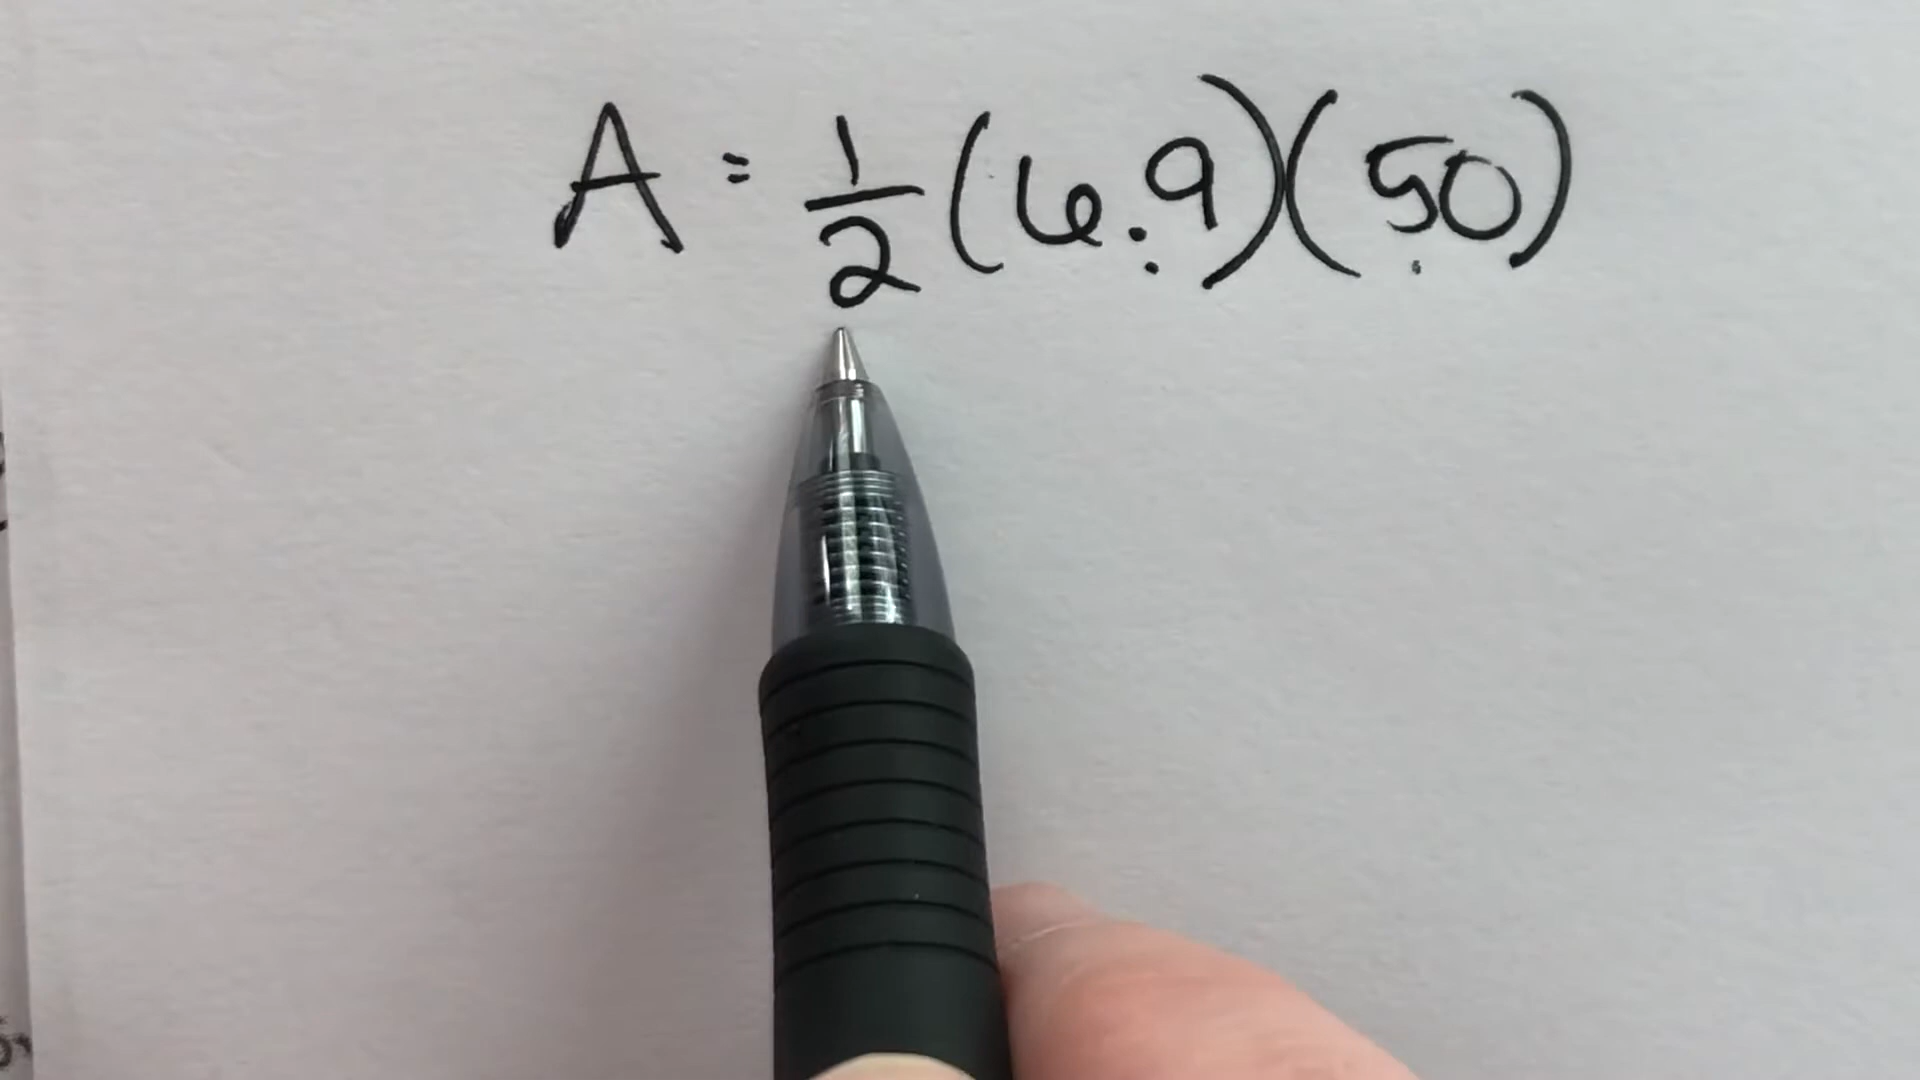 A = 1/2 (6.9)(50)